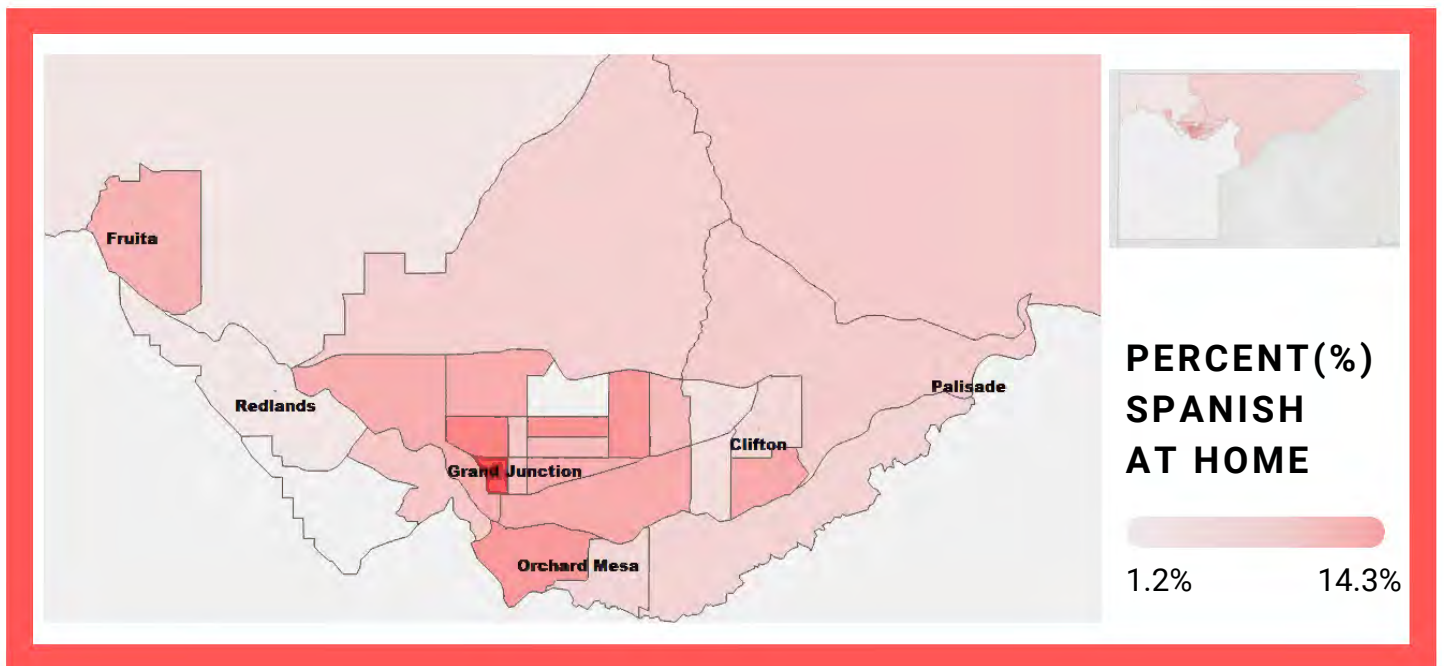 Fruita
Redlands
Palisade
Clifton
Grand Junction
Orchard Mesa
PERCENT(%)
SPANISH
AT HOME
1.2% 14.3%